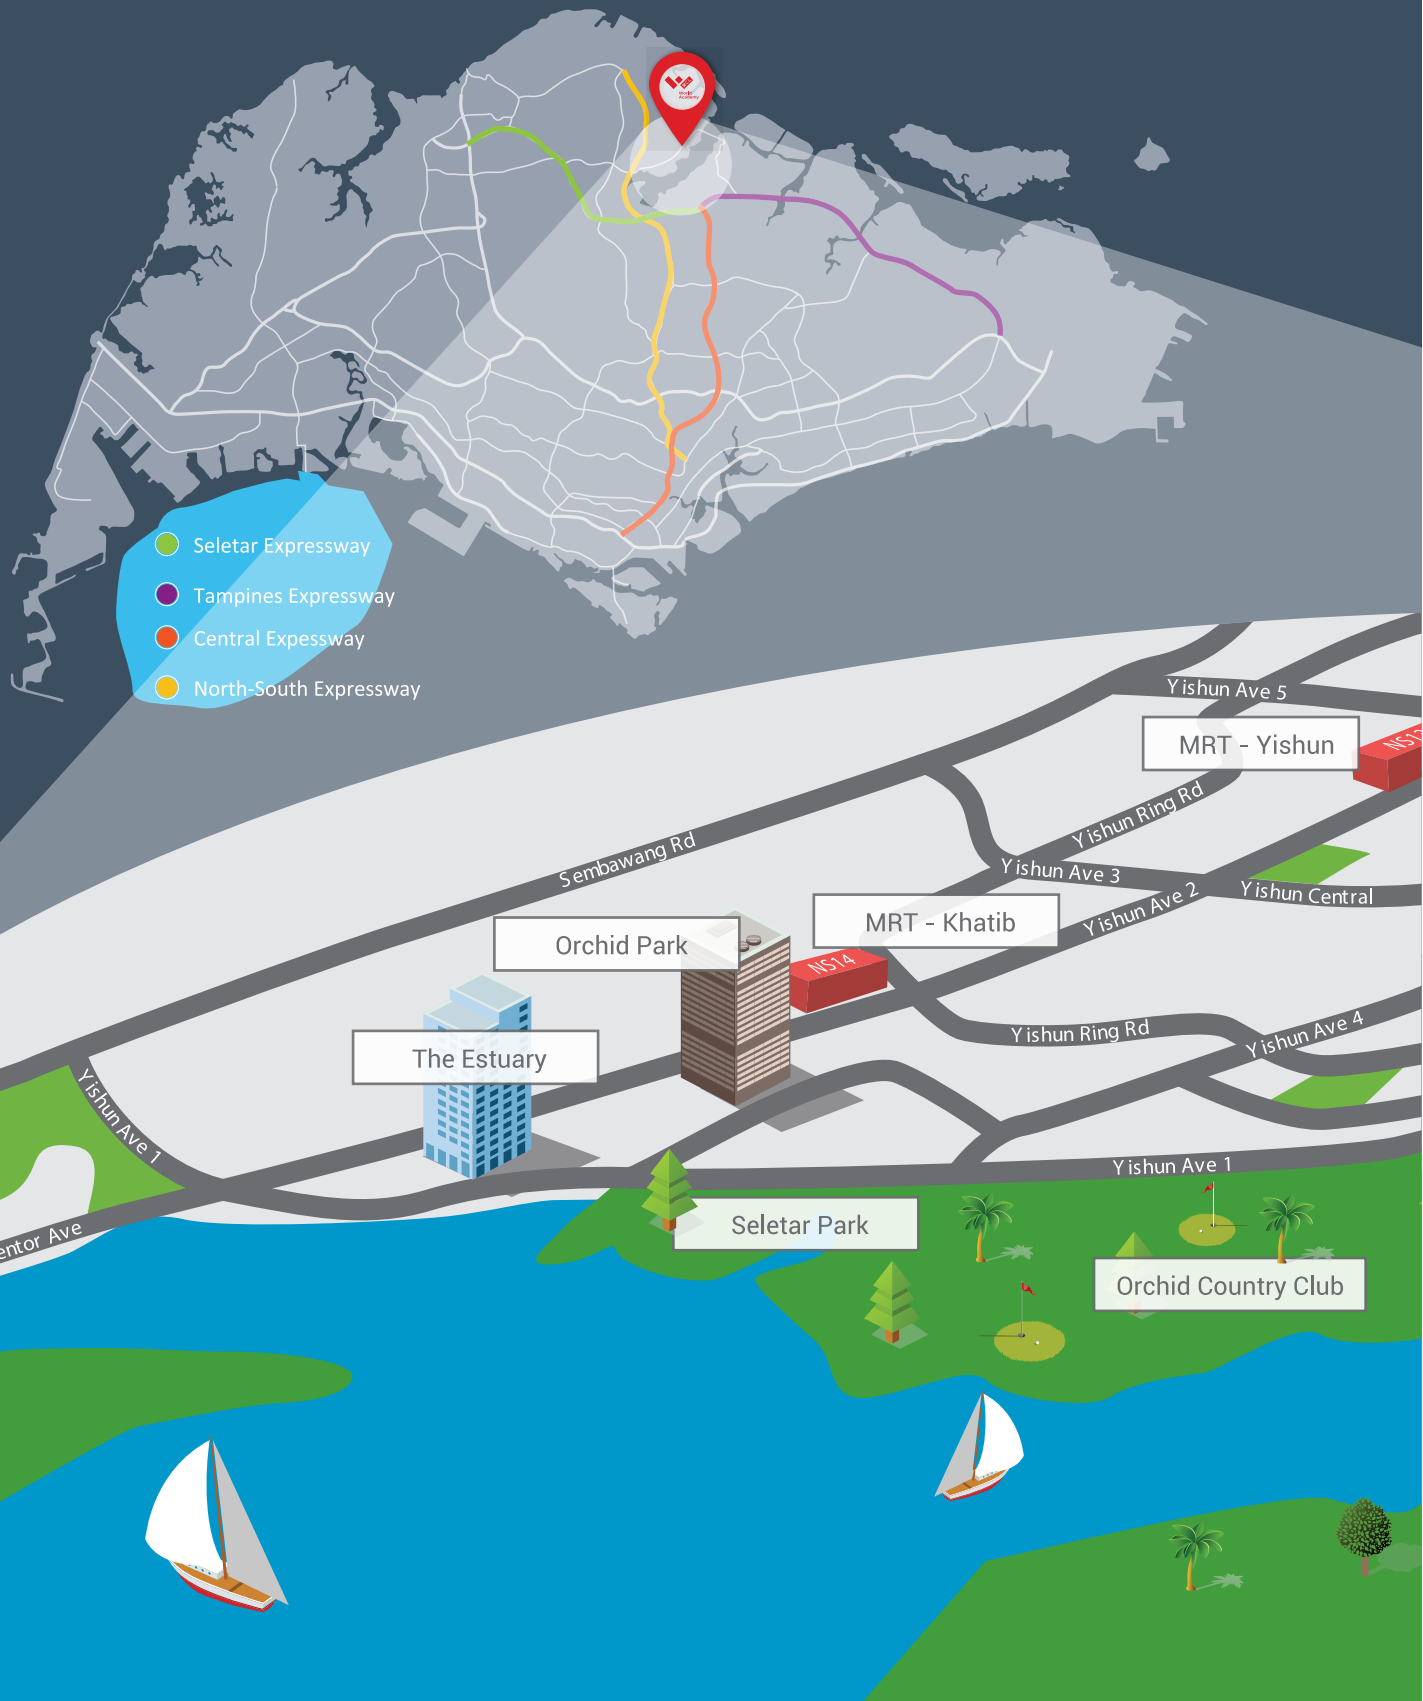 World
Academy
Seletar Expressway
Tampines Expressway
Central Expessway
North-South Expressway
Yishun Ave 5
MRT - Yishun
Yishun Ring Rd
Sembawang Rd
Yishun Ave 3
Yishun Central
Yishun Ave 2
MRT - Khatib
Orchid Park
NS14
The Estuary
Yishun Ring Rd
Yishun Ave 4
Yishun Ave 1
Yishun Ave 1
Seletar Park
entor Ave
Orchid Country Club